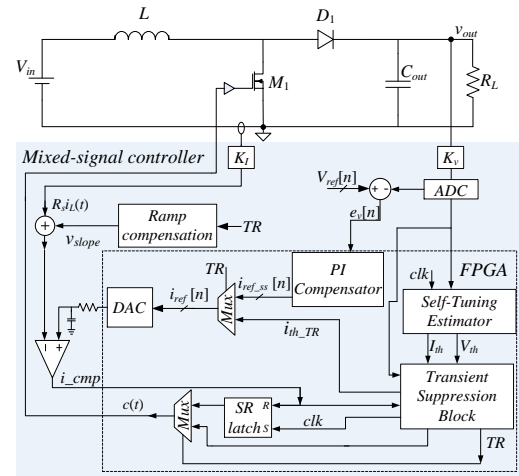 L
D1
vout
Vin
M1
Cout
RL
Mixed-signal controller
KI
Kv
Vref[n]
+ -
ADC
RsiL(t)
Ramp compensation
TR
ev[n]
+
vslope
FPGA
TR
PI Compensator
clk
iref_ss[n]
Self-Tuning Estimator
DAC
iref[n]
Mux
ith_TR
Ith
Vth
- +
i_cmp
Transient Suppression Block
c(t)
Mux
SR latch
R
S
clk
TR